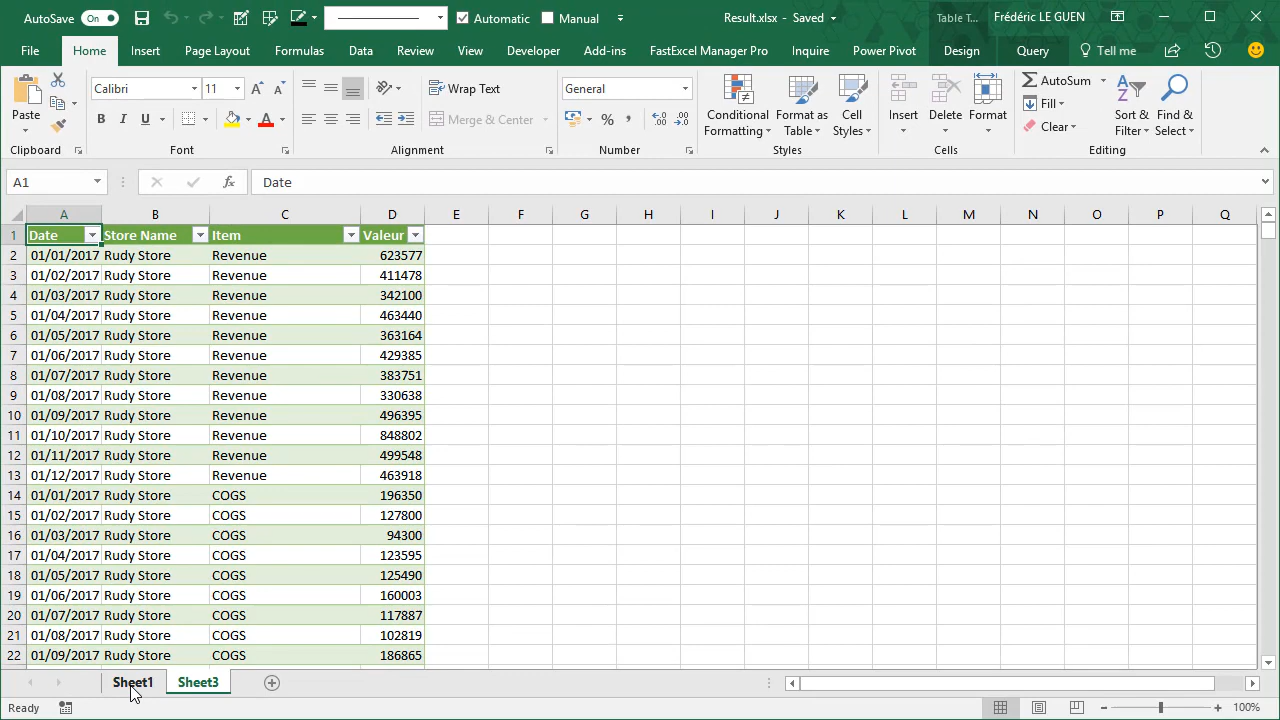 AutoSave On Automatic Manual Result.xlsx - Saved Table T... Frédéric LE GUEN
File Home Insert Page Layout Formulas Data Review View Developer Add-ins FastExcel Manager Pro Inquire Power Pivot Design Query Tell me
Paste Calibri 11 Wrap Text General Conditional Formatting Format as Table Cell Styles Insert Delete Format AutoSum Sort & Filter Find & Select
Fill
B I U Merge & Center %
Clear
Clipboard Font Alignment Number Styles Cells Editing
A1 fx Date
A B C D E F G H I J K L M N O P Q
1 Date Store Name Item Valeur
2 01/01/2017 Rudy Store Revenue 623577
3 01/02/2017 Rudy Store Revenue 411478
4 01/03/2017 Rudy Store Revenue 342100
5 01/04/2017 Rudy Store Revenue 463440
6 01/05/2017 Rudy Store Revenue 363164
7 01/06/2017 Rudy Store Revenue 429385
8 01/07/2017 Rudy Store Revenue 383751
9 01/08/2017 Rudy Store Revenue 330638
10 01/09/2017 Rudy Store Revenue 496395
11 01/10/2017 Rudy Store Revenue 848802
12 01/11/2017 Rudy Store Revenue 499548
13 01/12/2017 Rudy Store Revenue 463918
14 01/01/2017 Rudy Store COGS 196350
15 01/02/2017 Rudy Store COGS 127800
16 01/03/2017 Rudy Store COGS 94300
17 01/04/2017 Rudy Store COGS 123595
18 01/05/2017 Rudy Store COGS 125490
19 01/06/2017 Rudy Store COGS 160003
20 01/07/2017 Rudy Store COGS 117887
21 01/08/2017 Rudy Store COGS 102819
22 01/09/2017 Rudy Store COGS 186865
Sheet1 Sheet3
Ready 100%